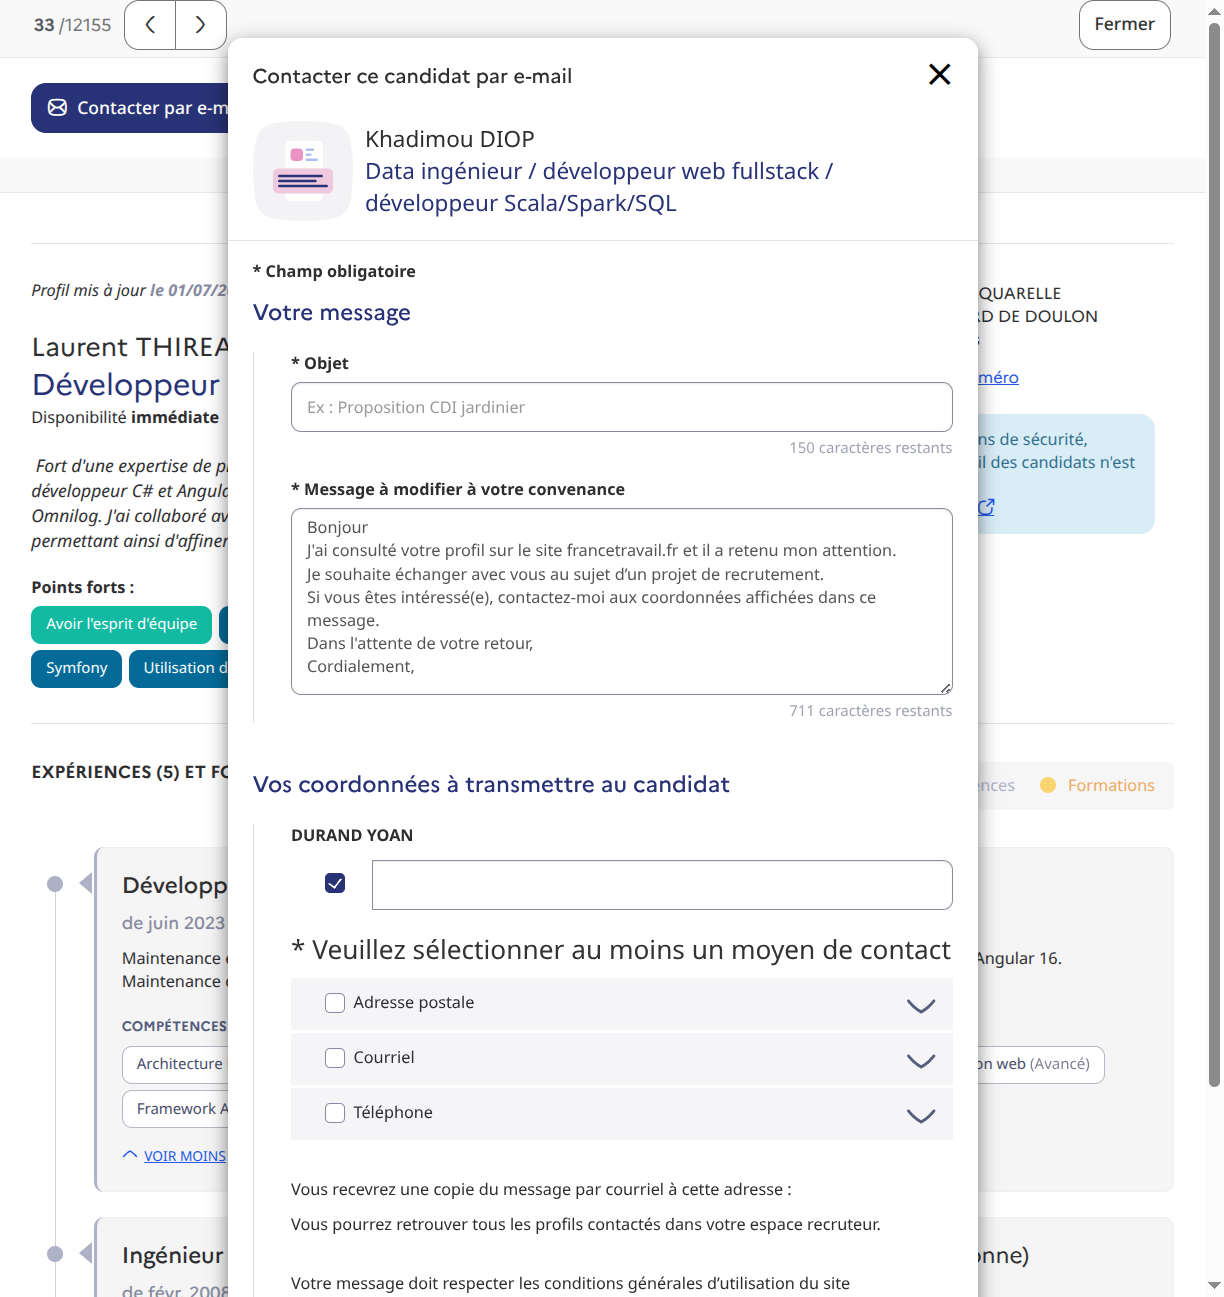 33 /12155
Fermer
Contacter par e-m
Contacter ce candidat par e-mail
Khadimou DIOP
Data ingénieur / développeur web fullstack /
développeur Scala/Spark/SQL
* Champ obligatoire
Votre message
* Objet
Ex : Proposition CDI jardinier
150 caractères restants
* Message à modifier à votre convenance
Bonjour
J'ai consulté votre profil sur le site francetravail.fr et il a retenu mon attention.
Je souhaite échanger avec vous au sujet d’un projet de recrutement.
Si vous êtes intéressé(e), contactez-moi aux coordonnées affichées dans ce
message.
Dans l'attente de votre retour,
Cordialement,
711 caractères restants
Vos coordonnées à transmettre au candidat
DURAND YOAN
* Veuillez sélectionner au moins un moyen de contact
Adresse postale
Courriel
Téléphone
Vous recevrez une copie du message par courriel à cette adresse :
Vous pourrez retrouver tous les profils contactés dans votre espace recruteur.
Votre message doit respecter les conditions générales d’utilisation du site
Profil mis à jour le 01/07/2
Laurent THIREA
Développeur
Disponibilité immédiate
Fort d'une expertise de p
développeur C# et Angula
Omnilog. J'ai collaboré av
permettant ainsi d'affiner
Points forts :
Avoir l'esprit d'équipe
Symfony
Utilisation d
EXPÉRIENCES (5) ET FO
Développ
de juin 2023
Maintenance
Maintenance
COMPÉTENCES
Architecture
Framework A
VOIR MOINS
Ingénieur
de févr. 2008
QUARELLE
RD DE DOULON
méro
ns de sécurité,
il des candidats n'est
ences
Formations
Angular 16.
on web (Avancé)
onne)